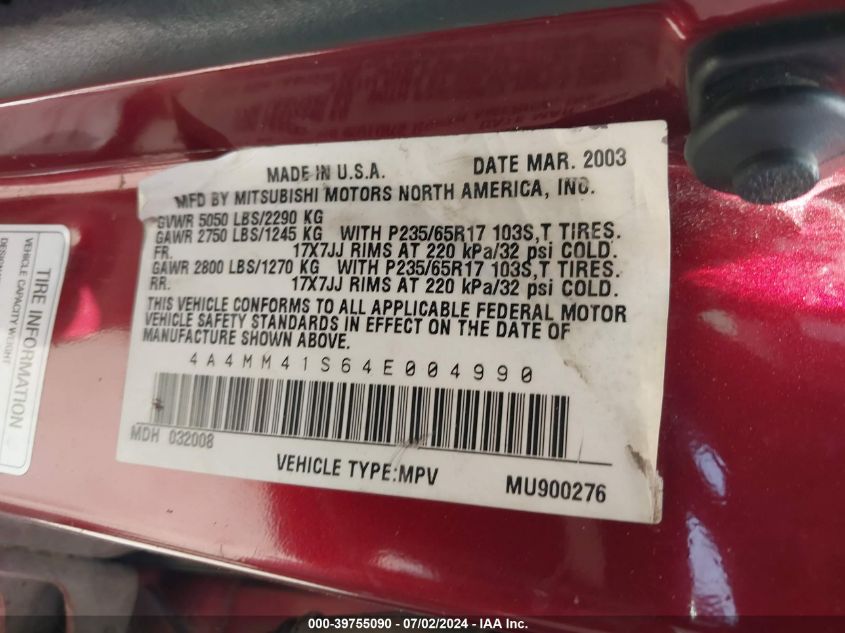 MADE IN U.S.A. DATE MAR. 2003
MFD BY MITSUBISHI MOTORS NORTH AMERICA, INC.
GVWR 5050 LBS/2290 KG
GAWR 2750 LBS/1245 KG WITH P235/65R17 103S,T TIRES.
FR. 17X7JJ RIMS AT 220 kPa/32 psi COLD.
GAWR 2800 LBS/1270 KG WITH P235/65R17 103S,T TIRES.
RR. 17X7JJ RIMS AT 220 kPa/32 psi COLD.
THIS VEHICLE CONFORMS TO ALL APPLICABLE FEDERAL MOTOR
VEHICLE SAFETY STANDARDS IN EFFECT ON THE DATE OF
MANUFACTURE SHOWN ABOVE.
4A4MM41S64E004990
MDH 032008
VEHICLE TYPE:MPV MU900276
TIRE INFORMATION
VEHICLE CAPACITY WEIGHT
000-39755090 - 07/02/2024 - IAA Inc.